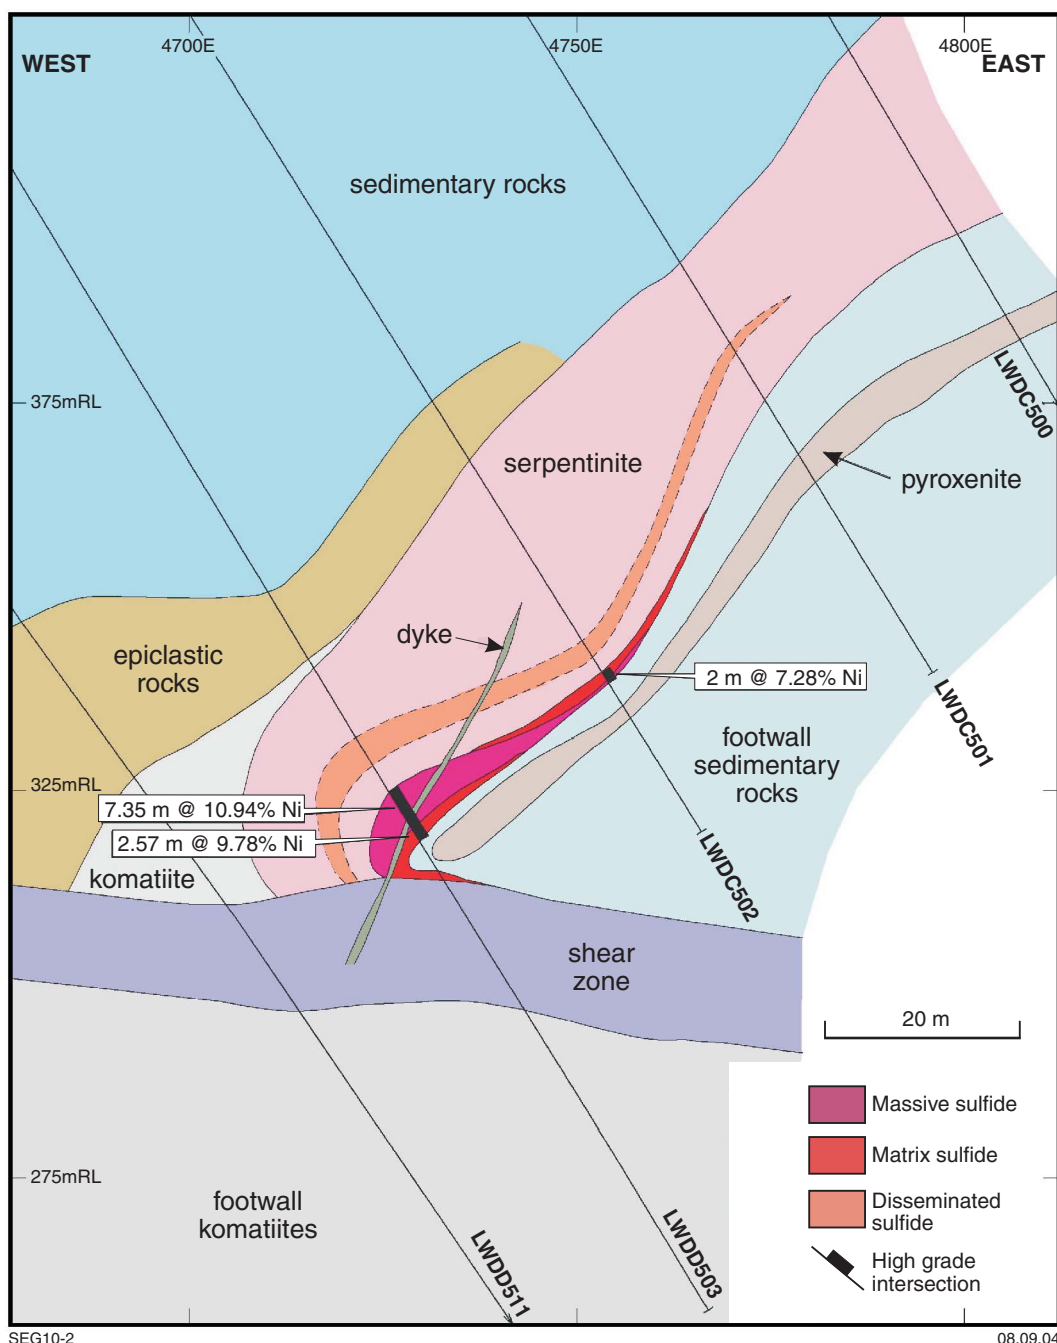 4700E
4750E
4800E
WEST
EAST
sedimentary rocks
375mRL
LWDC500
serpentinite
pyroxenite
dyke
epiclastic
rocks
2 m @ 7.28% Ni
LWDC501
footwall
sedimentary
rocks
325mRL
7.35 m @ 10.94% Ni
2.57 m @ 9.78% Ni
komatiite
LWDC502
shear
zone
20 m
Massive sulfide
Matrix sulfide
275mRL
footwall
komatiites
Disseminated
sulfide
High grade
intersection
LWDD511
LWDD503
SEG10-2
08.09.04